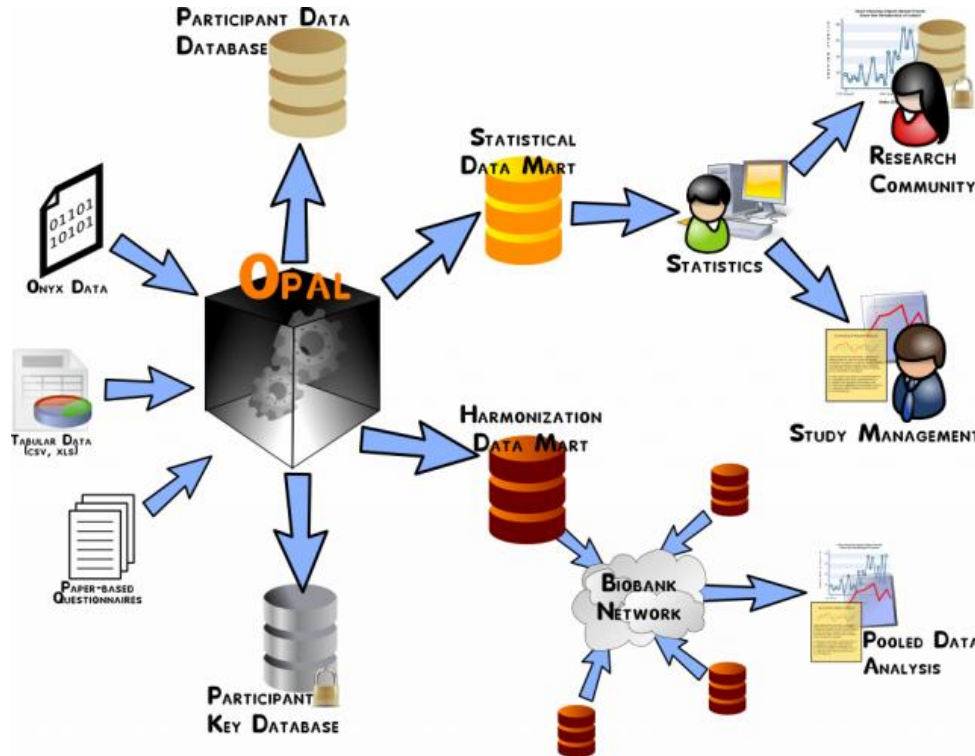 Participant Data
Database
Statistical
Data Mart
Research
Community
01101
10101
Onyx Data
Opal
Statistics
Tabular Data
(csv, xls)
Harmonization
Data Mart
Study Management
Paper-based
Questionnaires
Biobank
Network
Pooled Data
Analysis
Participant
Key Database